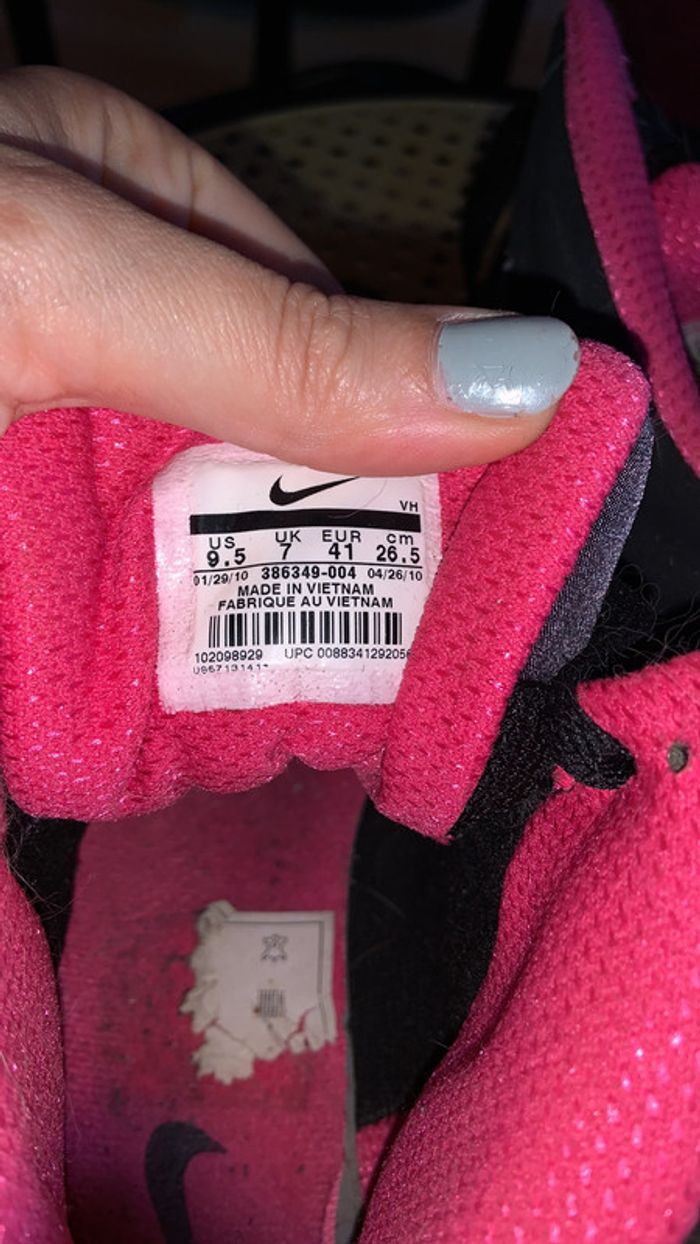 VH
US UK EUR cm
9.5 7 41 26.5
01/29/10 386349-004 04/26/10
MADE IN VIETNAM
FABRIQUE AU VIETNAM
102098929 UPC 0088341292056